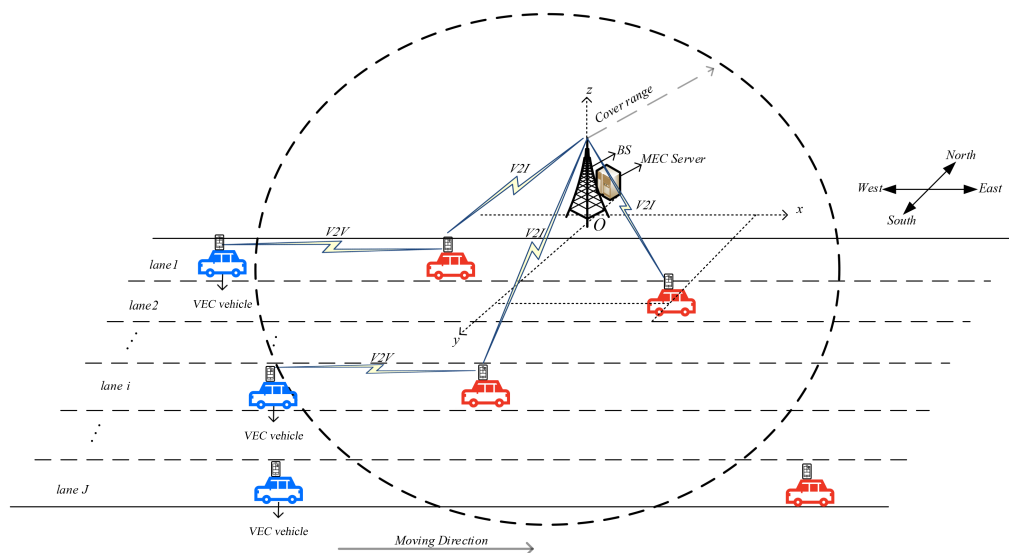 z
Cover range
BS
MEC Server
North
V2I
West
East
V2I
x
South
O
V2V
V2I
lane1
VEC vehicle
lane2
y
V2V
lane i
VEC vehicle
lane J
VEC vehicle
Moving Direction